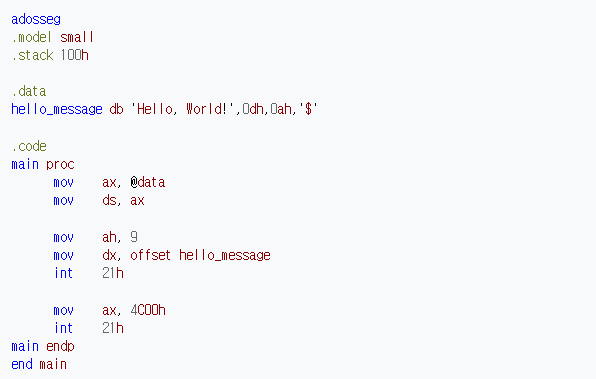 adosseg
.model small
.stack 100h
.data
hello_message db 'Hello, World!',0dh,0ah,'$'
.code
main proc
mov ax, @data
mov ds, ax
mov ah, 9
mov dx, offset hello_message
int 21h
mov ax, 4C00h
int 21h
main endp
end main